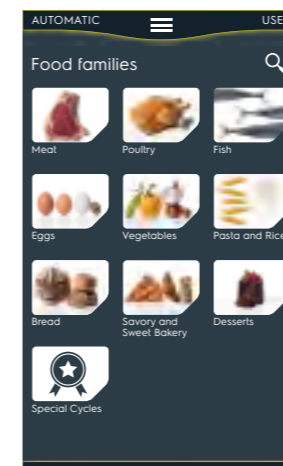 AUTOMATIC USE
Food families
Meat Poultry Fish
Eggs Vegetables Pasta and Rice
Bread Savory and Sweet Bakery Desserts
Special Cycles